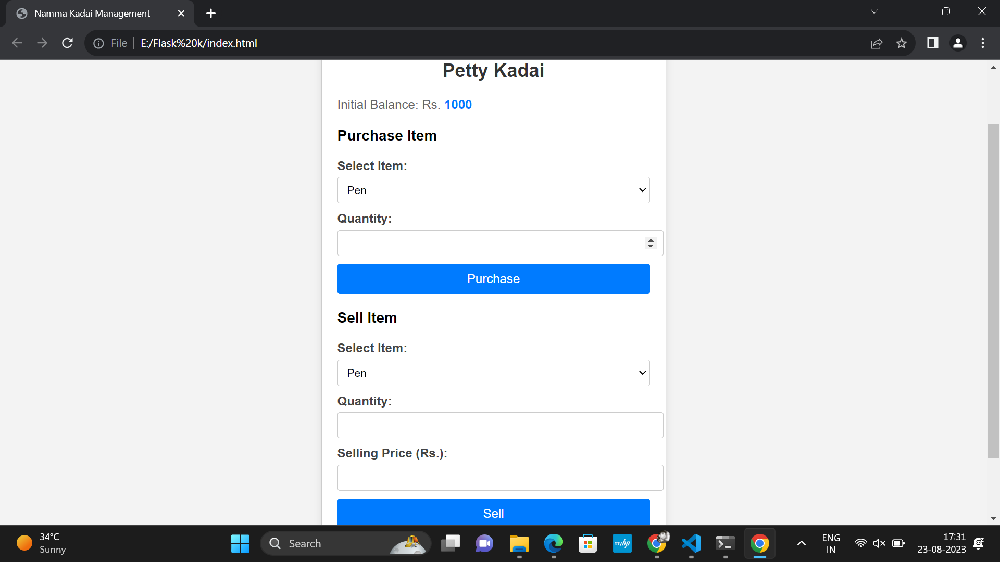 Namma Kadai Management
File
E:/Flask%20k/index.html
Petty Kadai
Initial Balance: Rs. 1000
Purchase Item
Select Item:
Pen
Quantity:
Purchase
Sell Item
Select Item:
Pen
Quantity:
Selling Price (Rs.):
Sell
34°C
Sunny
Search
myhp
ENG
IN
17:31
23-08-2023